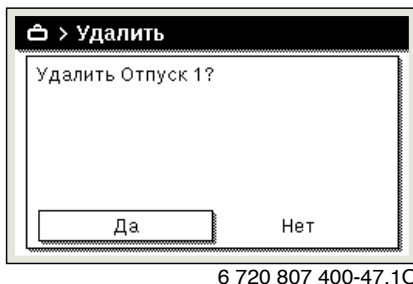 > Удалить
Удалить Отпуск 1?
Да Нет
6 720 807 400-47.1O